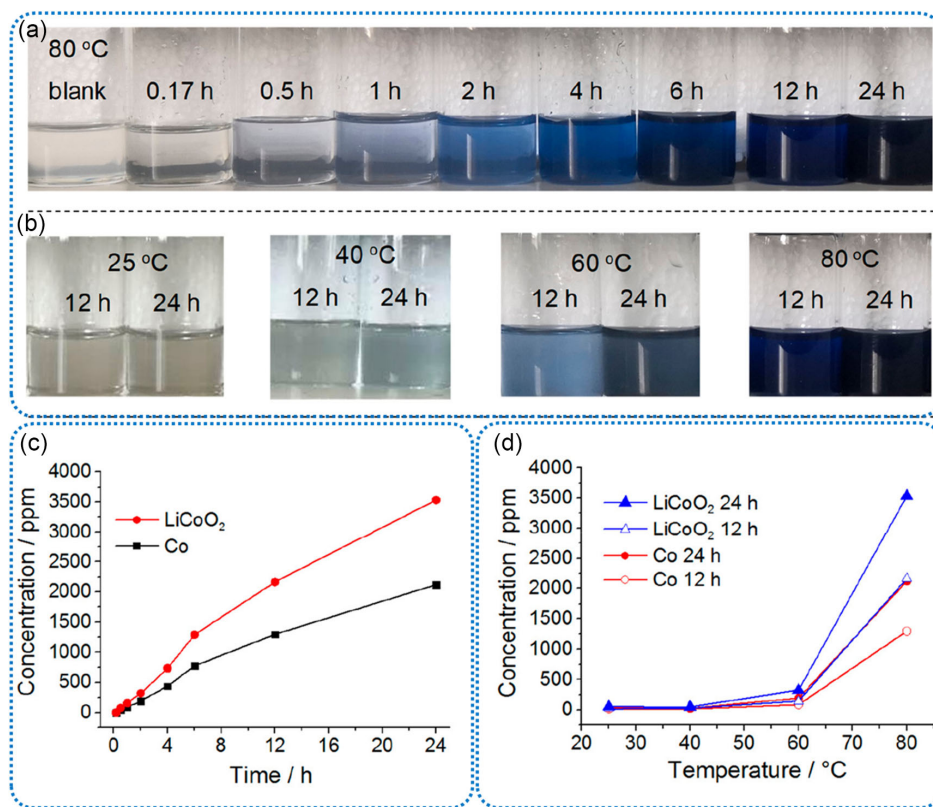 (a)
80 °C
blank 0.17 h 0.5 h 1 h 2 h 4 h 6 h 12 h 24 h
(b)
25 °C 40 °C 60 °C 80 °C
12 h 24 h 12 h 24 h 12 h 24 h 12 h 24 h
(c)
4000
3500
3000
2500
2000
1500
1000
500
0
Concentration / ppm
LiCoO₂
Co
0 4 8 12 16 20 24
Time / h
(d)
4000
3500
3000
2500
2000
1500
1000
500
0
Concentration / ppm
LiCoO₂ 24 h
LiCoO₂ 12 h
Co 24 h
Co 12 h
20 30 40 50 60 70 80
Temperature / °C